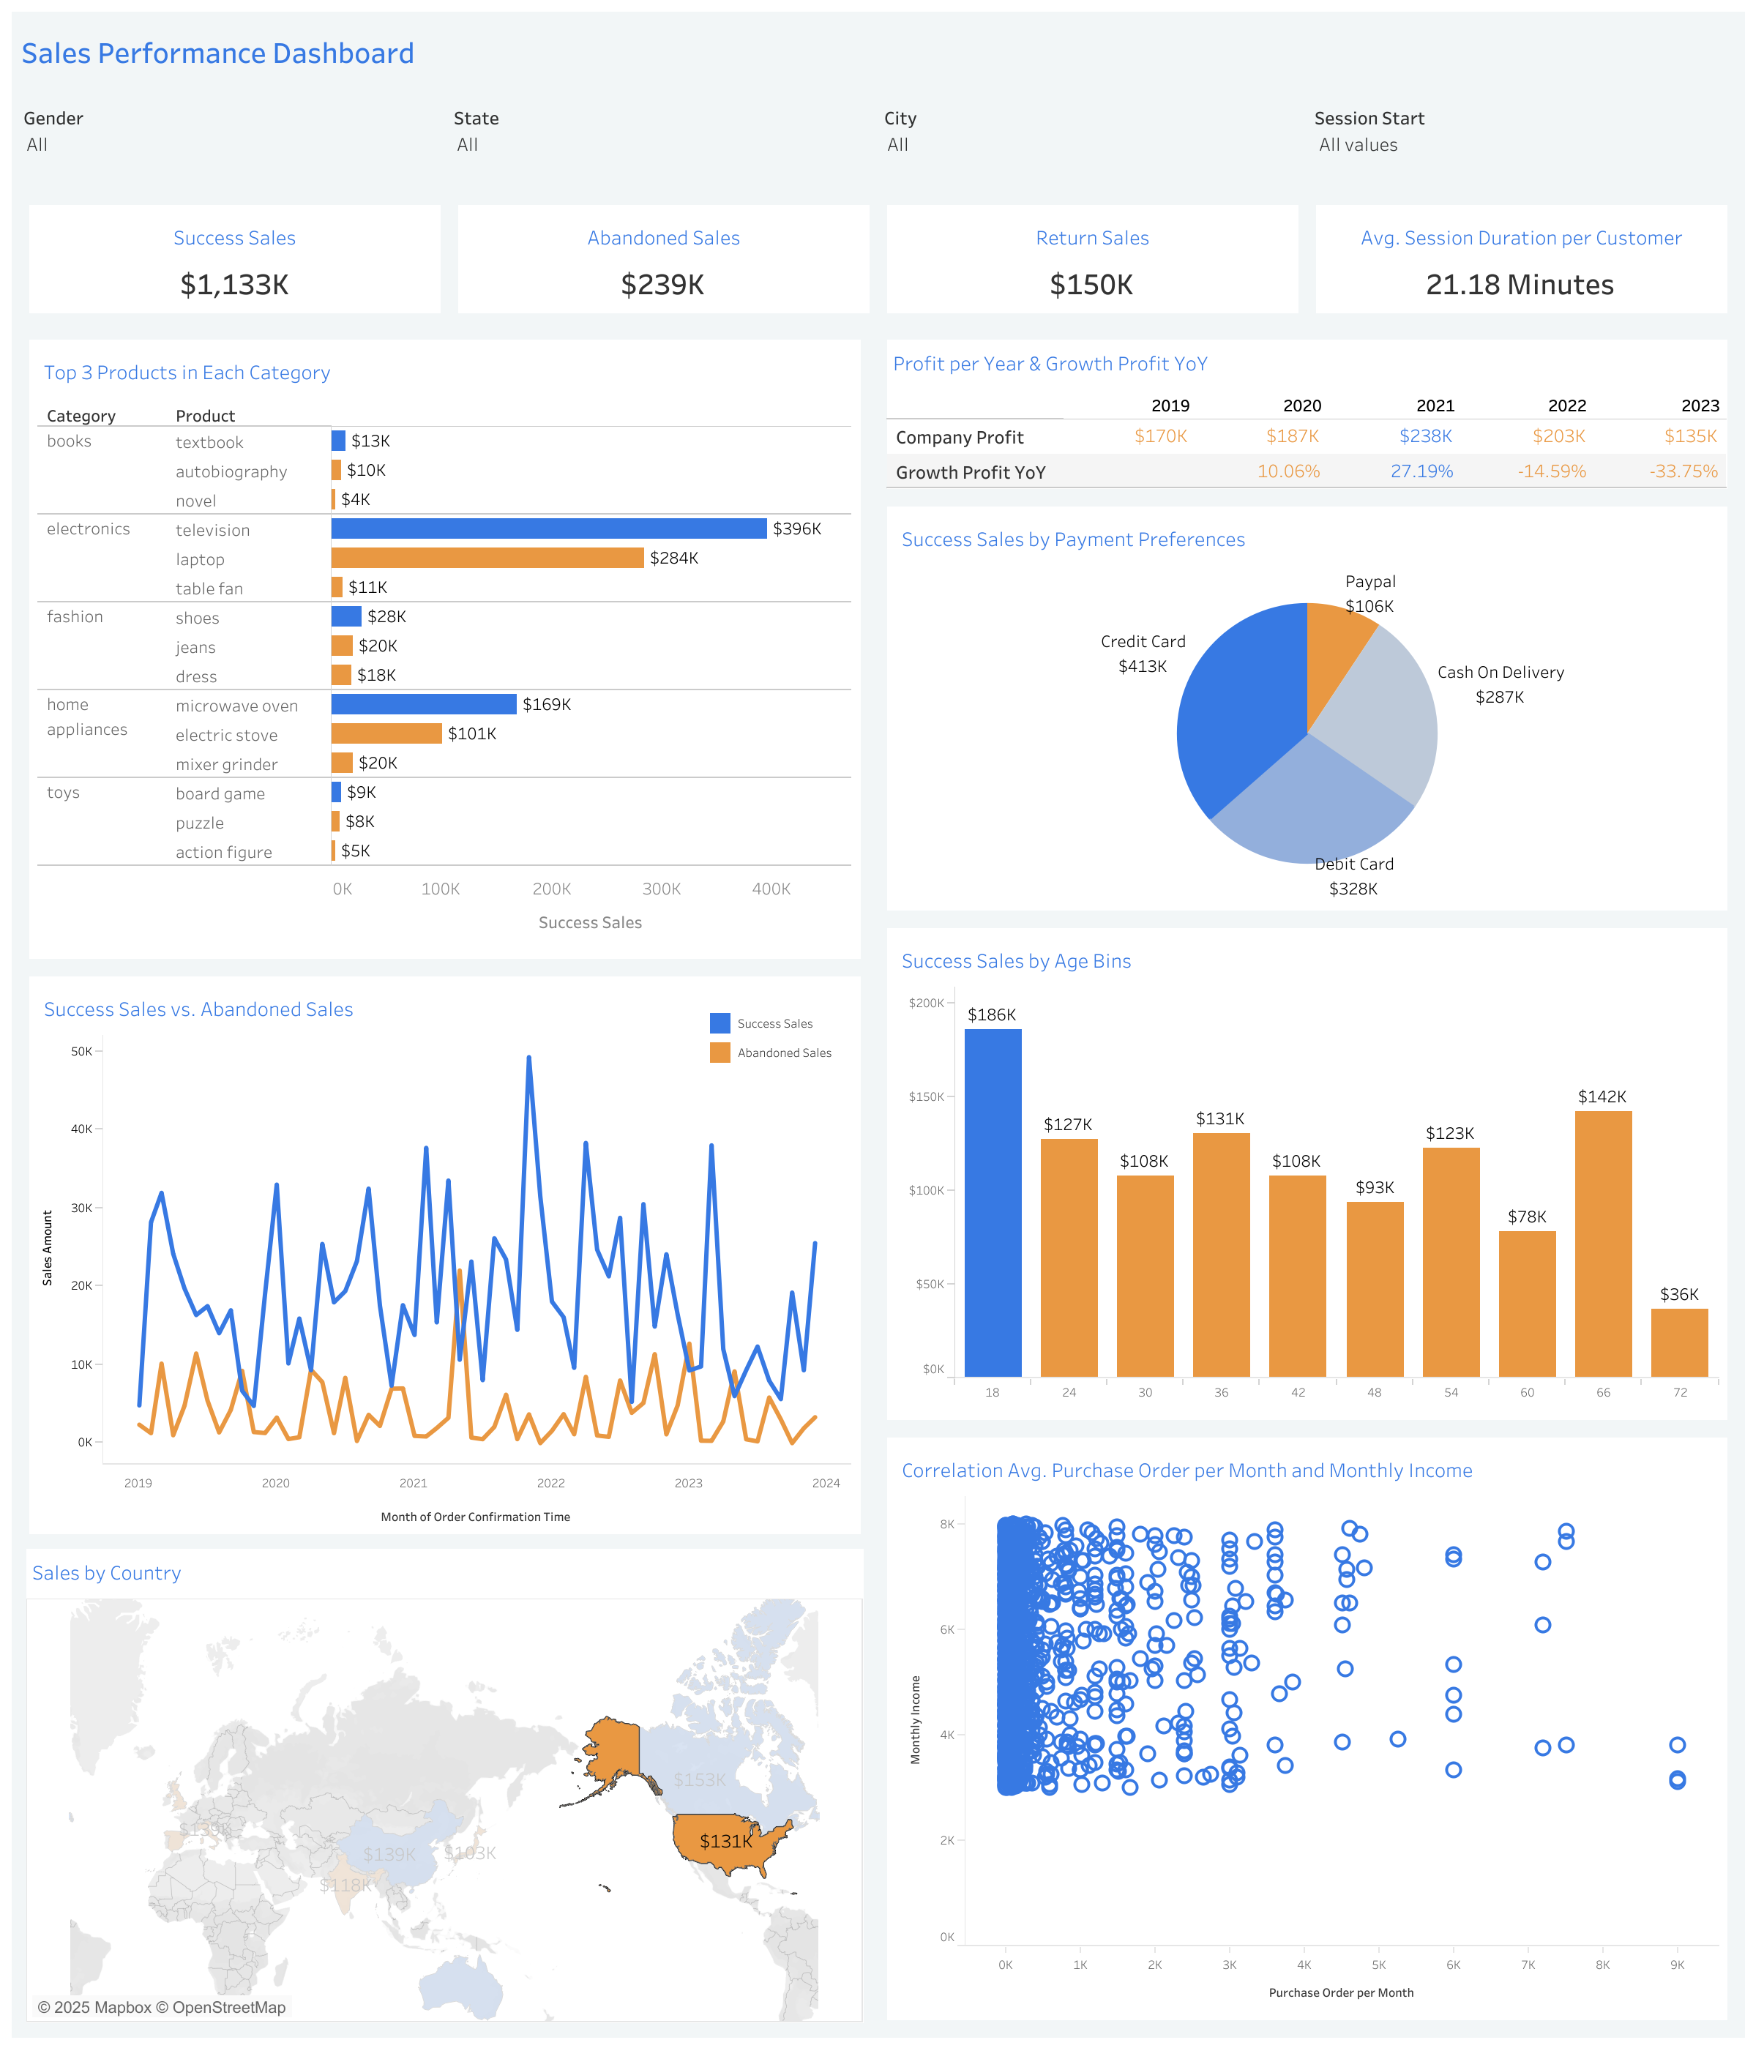 Sales Performance Dashboard
Gender State City Session Start
All All All All values
Success Sales Abandoned Sales Return Sales Avg. Session Duration per Customer
$1,133K $239K $150K 21.18 Minutes
Top 3 Products in Each Category
Category Product
books textbook $13K
autobiography $10K
novel $4K
electronics television $396K
laptop $284K
table fan $11K
fashion shoes $28K
jeans $20K
dress $18K
home microwave oven $169K
appliances electric stove $101K
mixer grinder $20K
toys board game $9K
puzzle $8K
action figure $5K
0K 100K 200K 300K 400K
Success Sales
Profit per Year & Growth Profit YoY
2019 2020 2021 2022 2023
Company Profit $170K $187K $238K $203K $135K
Growth Profit YoY 10.06% 27.19% -14.59% -33.75%
Success Sales by Payment Preferences
Paypal
$106K
Credit Card
$413K
Cash On Delivery
$287K
Debit Card
$328K
Success Sales vs. Abandoned Sales
Success Sales
Abandoned Sales
50K
40K
30K
20K
10K
0K
Sales Amount
2019 2020 2021 2022 2023 2024
Month of Order Confirmation Time
Success Sales by Age Bins
$200K
$150K
$100K
$50K
$0K
$186K
$127K
$108K
$131K
$108K
$93K
$123K
$78K
$142K
$36K
18 24 30 36 42 48 54 60 66 72
Sales by Country
$153K
$131K
$139K
$103K
$118K
© 2025 Mapbox © OpenStreetMap
Correlation Avg. Purchase Order per Month and Monthly Income
8K
6K
4K
2K
0K
Monthly Income
0K 1K 2K 3K 4K 5K 6K 7K 8K 9K
Purchase Order per Month